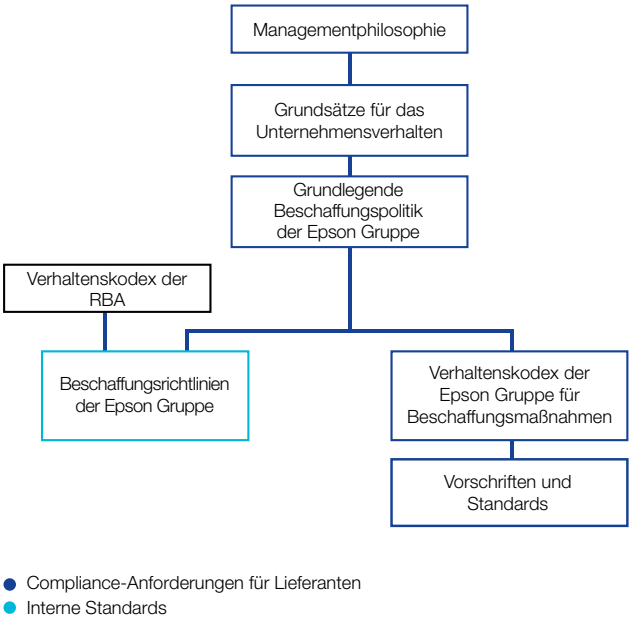 Managementphilosophie
Grundsätze für das
Unternehmensverhalten
Grundlegende
Beschaffungspolitik
der Epson Gruppe
Verhaltenskodex der
RBA
Beschaffungsrichtlinien
der Epson Gruppe
Verhaltenskodex der
Epson Gruppe für
Beschaffungsmaßnahmen
Vorschriften und
Standards
Compliance-Anforderungen für Lieferanten
Interne Standards